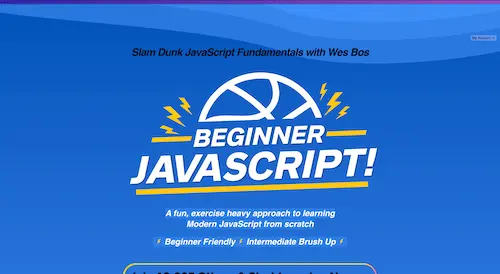 Slam Dunk JavaScript Fundamentals with Wes Bos
BEGINNER
JAVASCRIPT!
A fun, exercise heavy approach to learning
Modern JavaScript from scratch
⚡ Beginner Friendly ⚡ Intermediate Brush Up ⚡